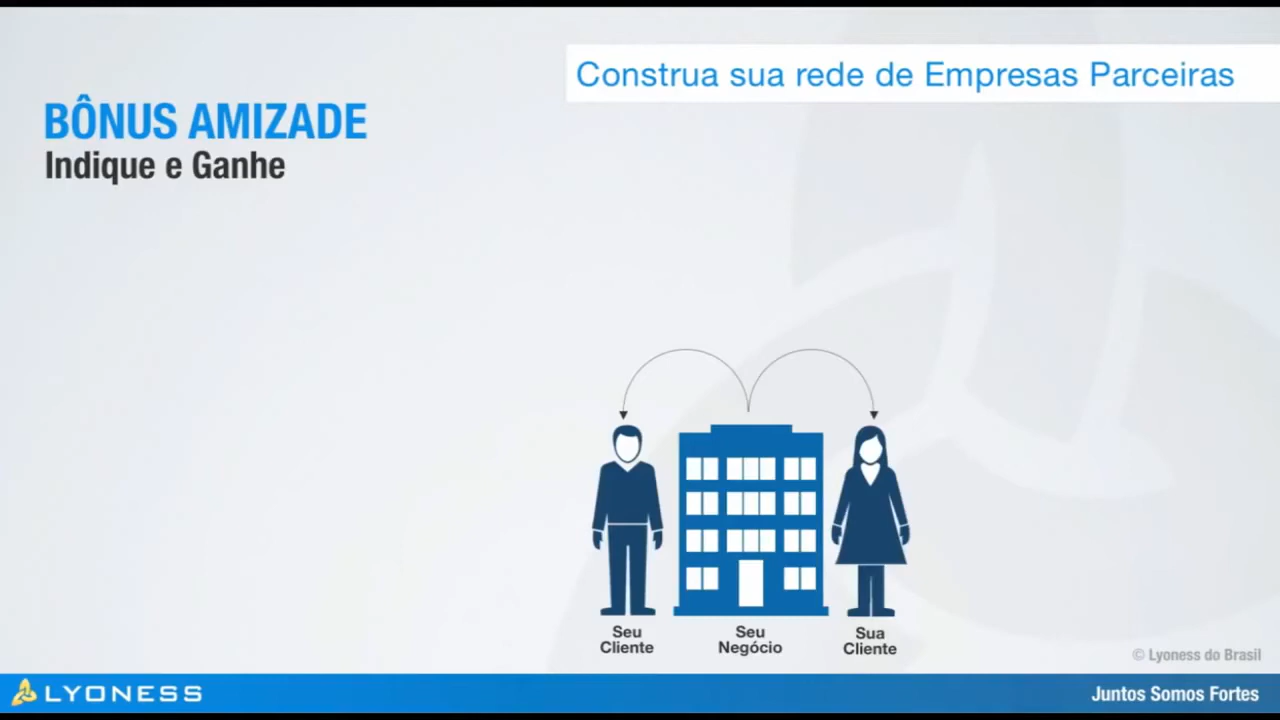 Construa sua rede de Empresas Parceiras
BÔNUS AMIZADE
Indique e Ganhe
Seu
Cliente
Seu
Negócio
Sua
Cliente
© Lyoness do Brasil
LYONESS
Juntos Somos Fortes